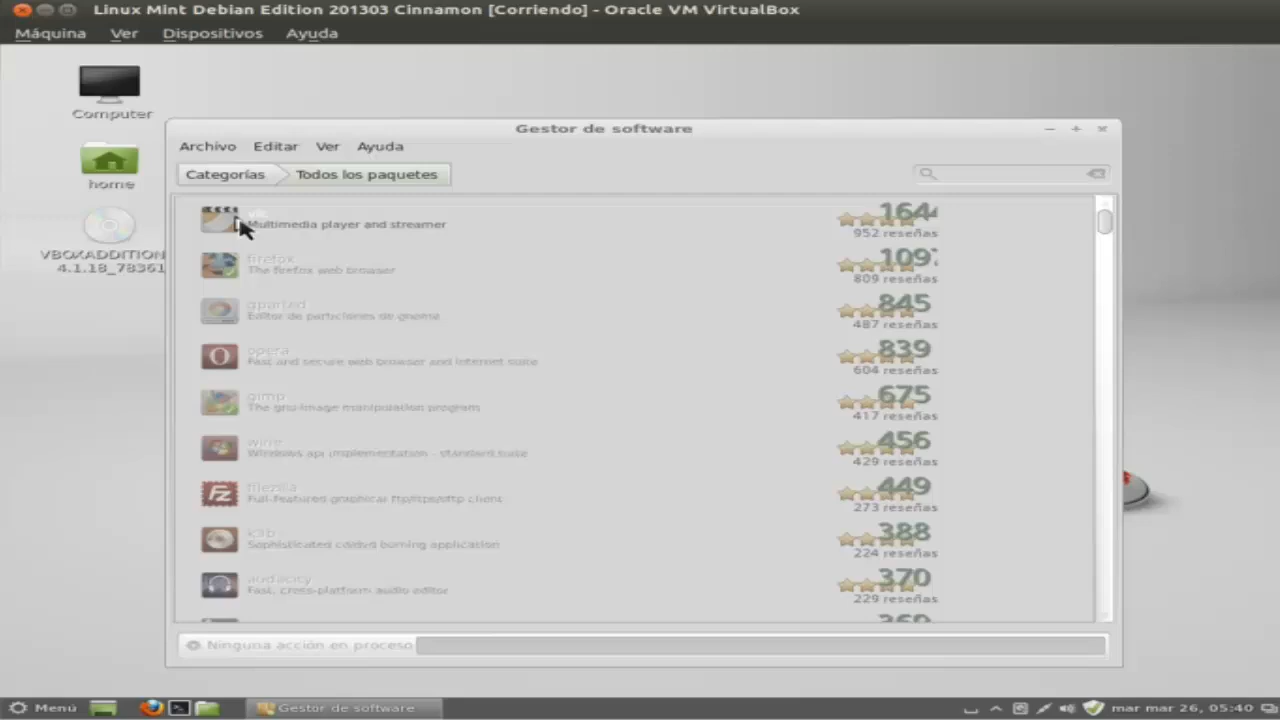 Linux Mint Debian Edition 201303 Cinnamon [Corriendo] - Oracle VM VirtualBox
Máquina Ver Dispositivos Ayuda
Computer
home
VBOXADDITION
4.1.18_78361
Gestor de software
Archivo Editar Ver Ayuda
Categorías Todos los paquetes
Multimedia player and streamer
164
952 reseñas
firefox
The firefox web browser
109
809 reseñas
gparted
Editor de particiones de gnome
845
487 reseñas
opera
Fast and secure web browser and internet suite
839
604 reseñas
gimp
The gnu image manipulation program
675
417 reseñas
wine
Windows api implementation - standard suite
456
429 reseñas
filezilla
Full-featured graphical ftp/ftps/sftp client
449
273 reseñas
k3b
Sophisticated cd/dvd burning application
388
224 reseñas
audacity
Fast, cross-platform audio editor
370
229 reseñas
Ninguna acción en proceso
Menú Gestor de software mar mar 26, 05:40